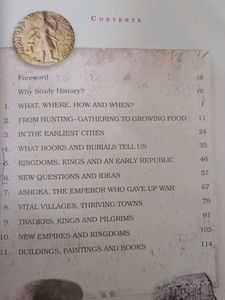 CONTENTS
Foreword iii
Why Study History? vii
1. WHAT, WHERE, HOW AND WHEN? 1
2. FROM HUNTING–GATHERING TO GROWING FOOD 11
3. IN THE EARLIEST CITIES 24
4. WHAT BOOKS AND BURIALS TELL US 35
5. KINGDOMS, KINGS AND AN EARLY REPUBLIC 46
6. NEW QUESTIONS AND IDEAS 57
7. ASHOKA, THE EMPEROR WHO GAVE UP WAR 67
8. VITAL VILLAGES, THRIVING TOWNS 79
9. TRADERS, KINGS AND PILGRIMS 91
10. NEW EMPIRES AND KINGDOMS 103
11. BUILDINGS, PAINTINGS AND BOOKS 114